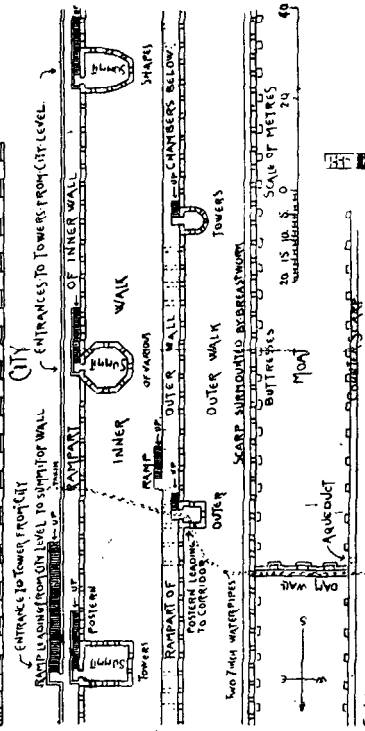 CITY
ENTRANCE TO TOWER FROM CITY
ENTRANCES TO TOWERS FROM CITY-LEVEL.
RAMP LEADING FROM CITY LEVEL TO SUMMIT OF WALL
UP
UP
POSTERN
RAMPART OF INNER WALL
UP
SUMMIT
SUMMIT
SUMMIT
TOWERS OF VARIOUS SHAPES
INNER WALK
RAMP
UP
UP
UP
RAMPART OF OUTER WALL
CHAMBERS BELOW
POSTERN LEADING
TO CORRIDOR
OUTER TOWERS
OUTER WALK
TWO 7 INCH WATERPIPES
SCARP SURMOUNTED BY BREASTWORK
BUTTRESSES
SCALE OF METRES
20 15 10 5 0 20 40
MOAT
DAM WALL
AQUEDUCT
COUNTERSCARP
S